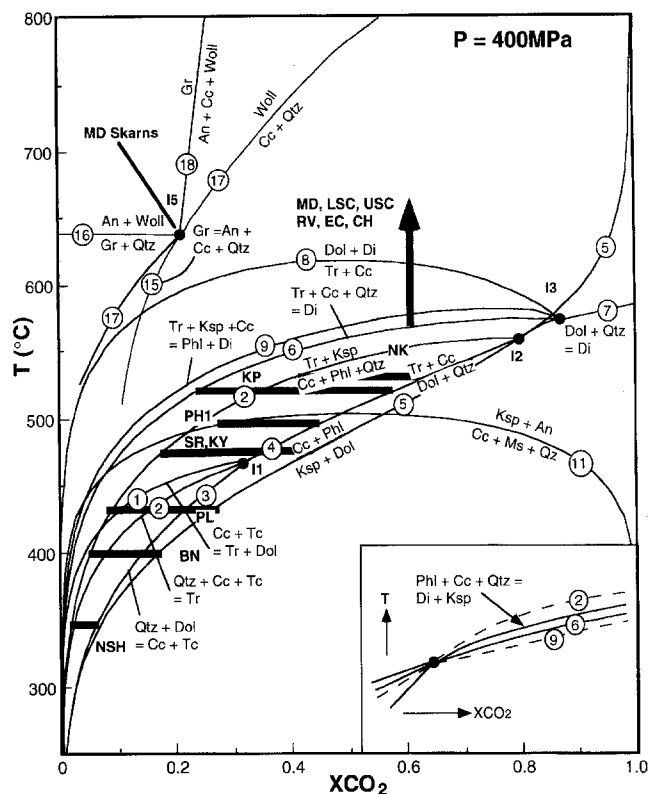 800
700
600
500
400
300
T (°C)
P = 400MPa
Gr
An + Cc + Woll
Woll
Cc + Qtz
MD Skarns
18
17
I5
An + Woll
16
Gr + Qtz
Gr = An +
Cc + Qtz
15
17
MD, LSC, USC
RV, EC, CH
8
Dol + Di
Tr + Cc
5
I3
7
Tr + Cc + Qtz
= Di
Dol + Qtz
= Di
Tr + Ksp + Cc
= Phl + Di
9
6
I2
NK
Tr + Ksp
Cc + Phl + Qtz
Tr + Cc
Dol + Qtz
KP
2
5
PH1
Ksp + An
Cc + Ms + Qz
11
SR,KY
4
Cc + Phl
Ksp + Dol
I1
1
2
3
PL
Cc + Tc
= Tr + Dol
BN
Qtz + Cc + Tc
= Tr
Qtz + Dol
= Cc + Tc
NSH
Phl + Cc + Qtz =
Di + Ksp
T
2
6
9
XCO2
0
0.2
0.4
0.6
0.8
1.0
XCO2